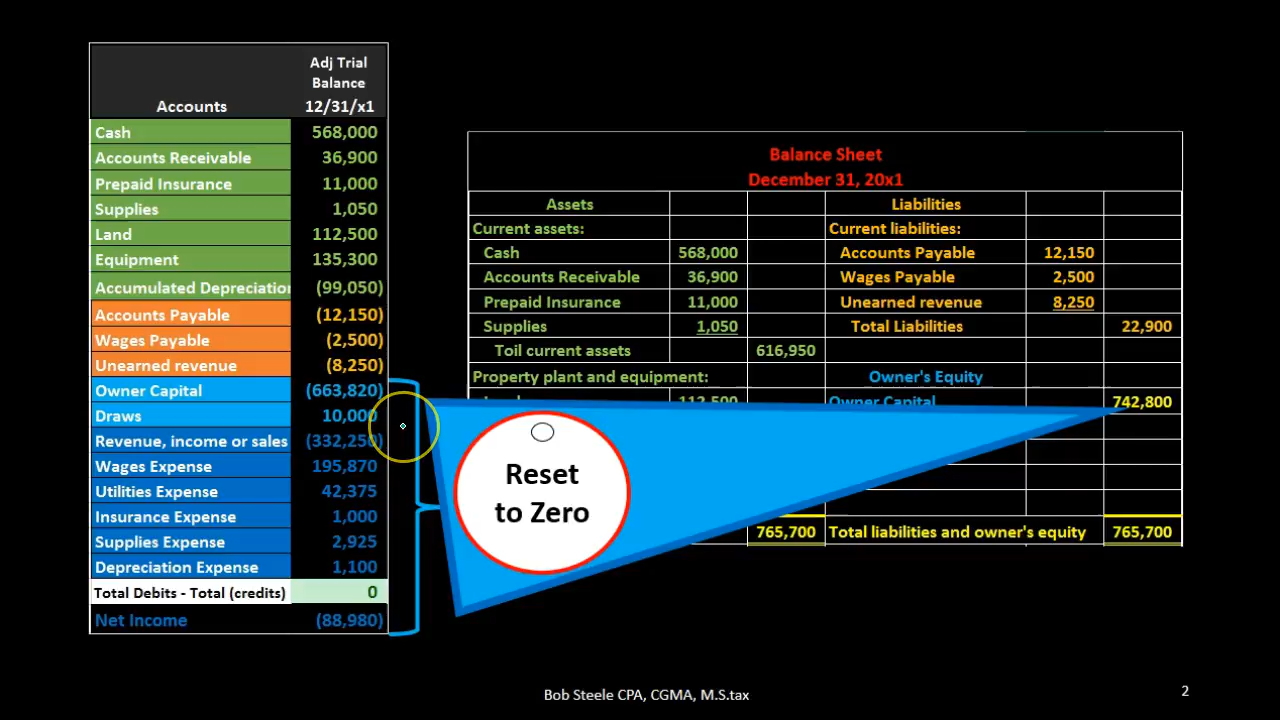 Adj Trial
Balance
Accounts 12/31/x1
Cash 568,000
Accounts Receivable 36,900
Prepaid Insurance 11,000
Supplies 1,050
Land 112,500
Equipment 135,300
Accumulated Depreciation (99,050)
Accounts Payable (12,150)
Wages Payable (2,500)
Unearned revenue (8,250)
Owner Capital (663,820)
Draws 10,000
Revenue, income or sales (332,250)
Wages Expense 195,870
Utilities Expense 42,375
Insurance Expense 1,000
Supplies Expense 2,925
Depreciation Expense 1,100
Total Debits - Total (credits) 0
Net Income (88,980)
Balance Sheet
December 31, 20x1
Assets Liabilities
Current assets: Current liabilities:
Cash 568,000 Accounts Payable 12,150
Accounts Receivable 36,900 Wages Payable 2,500
Prepaid Insurance 11,000 Unearned revenue 8,250
Supplies 1,050 Total Liabilities 22,900
Toil current assets 616,950
Property plant and equipment: Owner's Equity
112,500 Owner Capital 742,800
765,700 Total liabilities and owner's equity 765,700
Reset
to Zero
Bob Steele CPA, CGMA, M.S.tax
2